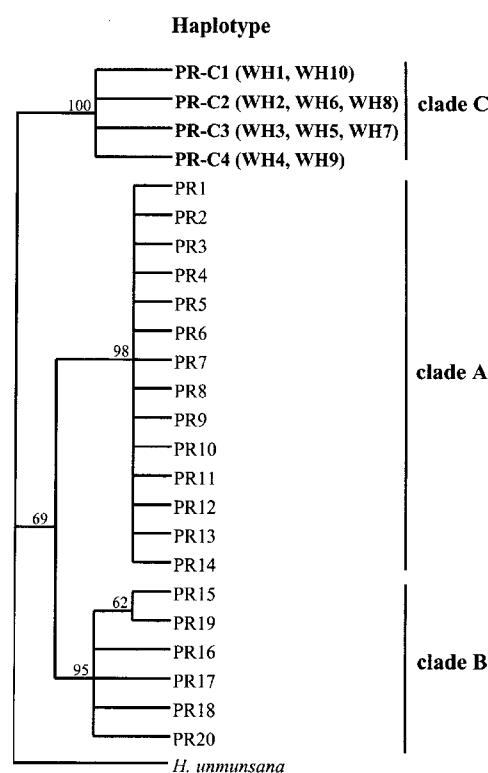 Haplotype
PR-C1 (WH1, WH10)
100
PR-C2 (WH2, WH6, WH8)
clade C
PR-C3 (WH3, WH5, WH7)
PR-C4 (WH4, WH9)
PR1
PR2
PR3
PR4
PR5
PR6
98
PR7
clade A
PR8
PR9
PR10
PR11
PR12
69
PR13
PR14
PR15
62
PR19
PR16
clade B
95
PR17
PR18
PR20
H. unmunsana